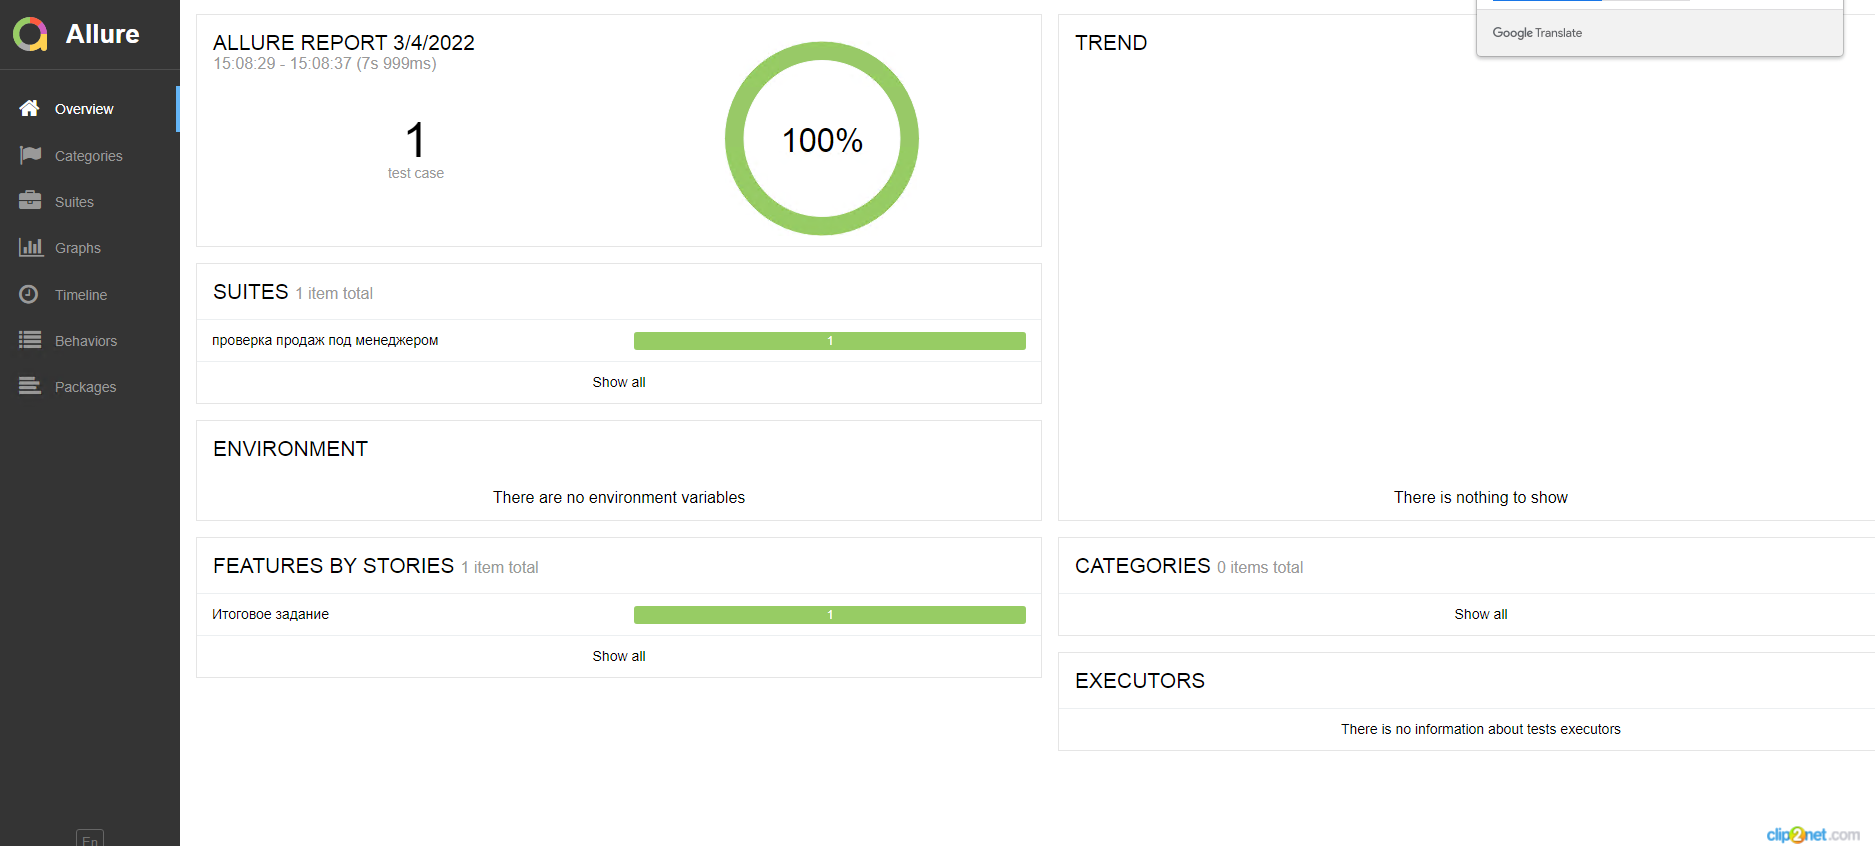 Allure
Overview
Categories
Suites
Graphs
Timeline
Behaviors
Packages
En
ALLURE REPORT 3/4/2022
15:08:29 - 15:08:37 (7s 999ms)
1
test case
100%
SUITES 1 item total
проверка продаж под менеджером 1
Show all
ENVIRONMENT
There are no environment variables
FEATURES BY STORIES 1 item total
Итоговое задание 1
Show all
TREND
There is nothing to show
CATEGORIES 0 items total
Show all
EXECUTORS
There is no information about tests executors
Google Translate
clip2net.com